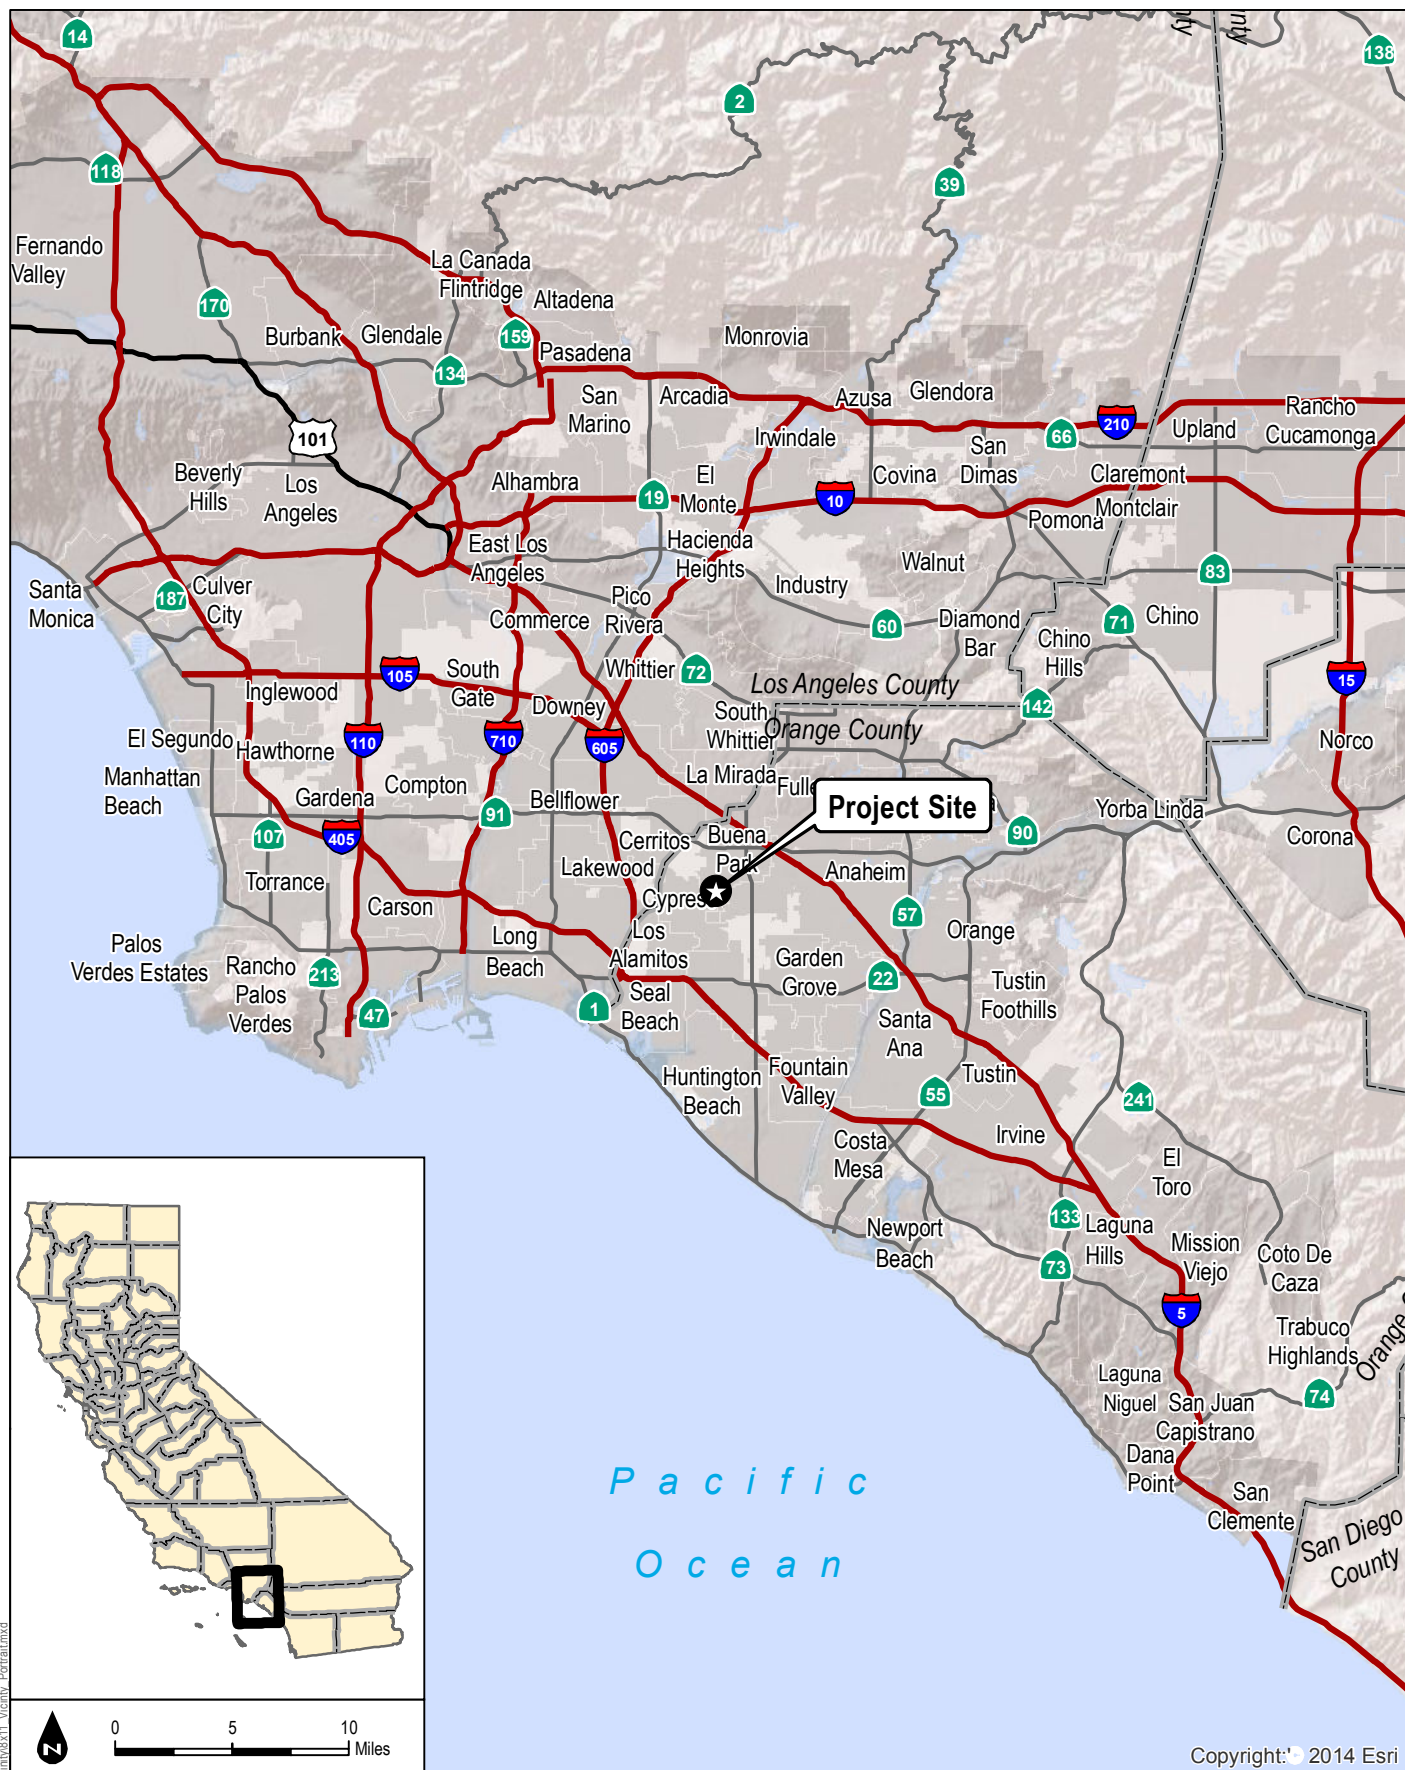 14
138
2
118
39
Fernando
Valley
La Canada
Flintridge
Altadena
170
159
Burbank
Glendale
134
Pasadena
Monrovia
101
San
Marino
Arcadia
Azusa
Glendora
Irwindale
66
210
Upland
Rancho
Cucamonga
Beverly
Hills
Los
Angeles
Alhambra
19
El
Monte
10
Covina
San
Dimas
Claremont
Pomona
Montclair
East Los
Angeles
Hacienda
Heights
Walnut
Industry
83
Santa
Monica
187
Culver
City
Commerce
Pico
Rivera
60
Diamond
Bar
71
Chino
Chino
Hills
105
South
Gate
Whittier
72
Los Angeles County
Orange County
15
Inglewood
Downey
South
Whittier
142
El Segundo
Hawthorne
110
710
605
Norco
Manhattan
Beach
Compton
La Mirada
Gardena
Bellflower
91
Project Site
Yorba Linda
107
405
Cerritos
Buena
Park
90
Corona
Torrance
Lakewood
Anaheim
Carson
57
Orange
Long
Beach
Los
Alamitos
Palos
Verdes Estates
Rancho
Palos
Verdes
213
47
1
Seal
Beach
Garden
Grove
22
Tustin
Foothills
Santa
Ana
Huntington
Beach
Fountain
Valley
Tustin
55
241
Costa
Mesa
Irvine
El
Toro
Newport
Beach
133
Laguna
Hills
73
Mission
Viejo
Coto De
Caza
5
Trabuco
Highlands
74
Laguna
Niguel
San Juan
Capistrano
Dana
Point
San
Clemente
San Diego
County
Pacific
Ocean
N
0 5 10
Miles
Copyright: 2014 Esri